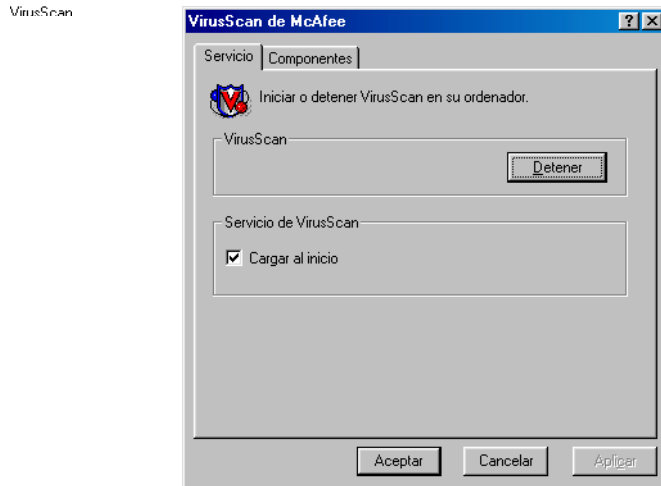 VirusScan
VirusScan de McAfee
Servicio Componentes
Iniciar o detener VirusScan en su ordenador.
VirusScan
Detener
Servicio de VirusScan
Cargar al inicio
Aceptar Cancelar Aplicar